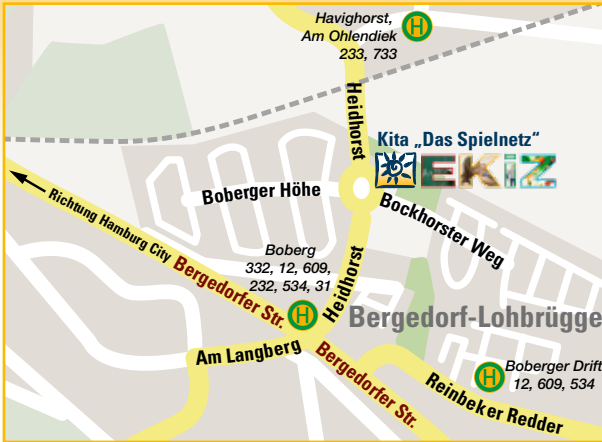 Havighorst,
Am Ohlendiek
233, 733
H
Heidhorst
Kita „Das Spielnetz“
EKiZ
Boberger Höhe
Bockhorster Weg
Richtung Hamburg City
Bergedorfer Str.
Boberg
332, 12, 609,
232, 534, 31
H
Heidhorst
Bergedorf-Lohbrügge
Am Langberg
Bergedorfer Str.
H
Boberger Drift
12, 609, 534
Reinbeker Redder